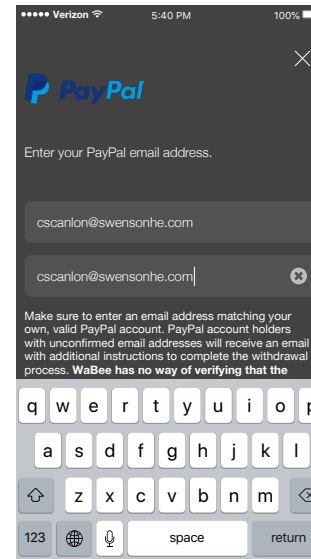 Verizon 5:40 PM 100%
PayPal
Enter your PayPal email address.
cscanlon@swensonhe.com
cscanlon@swensonhe.com
Make sure to enter an email address matching your
own, valid PayPal account. PayPal account holders
with unconfirmed email addresses will receive an email
with additional instructions to complete the withdrawal
process. WaBee has no way of verifying that the
q w e r t y u i o p
a s d f g h j k l
z x c v b n m
123 space return